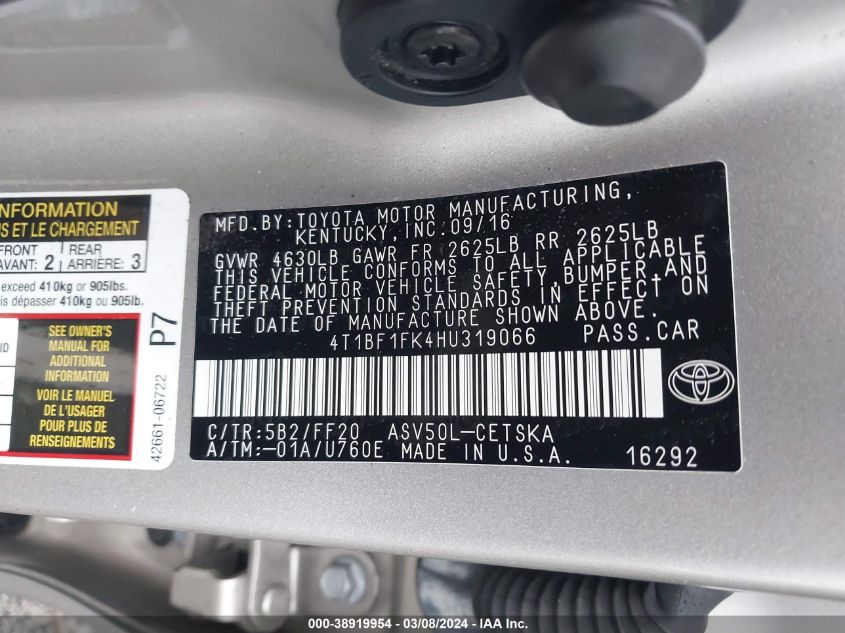 NFORMATION
US ET LE CHARGEMENT
FRONT
AVANT: 2
REAR
ARRIÈRE: 3
exceed 410kg or 905lbs.
dépasser 410kg ou 905lb.
SEE OWNER'S
MANUAL FOR
ADDITIONAL
INFORMATION
VOIR LE MANUEL
DE L'USAGER
POUR PLUS DE
RENSEIGNEMENTS
P7
42661-06722
MFD.BY:TOYOTA MOTOR MANUFACTURING,
KENTUCKY,INC.09/16
GVWR 4630LB GAWR FR 2625LB RR 2625LB
THIS VEHICLE CONFORMS TO ALL APPLICABLE
FEDERAL MOTOR VEHICLE SAFETY,BUMPER,AND
THEFT PREVENTION STANDARDS IN EFFECT ON
THE DATE OF MANUFACTURE SHOWN ABOVE.
4T1BF1FK4HU319066 PASS.CAR
C/TR:5B2/FF20 ASV50L-CETSKA
A/TM:-01A/U760E MADE IN U.S.A. 16292
000-38919954 - 03/08/2024 - IAA Inc.